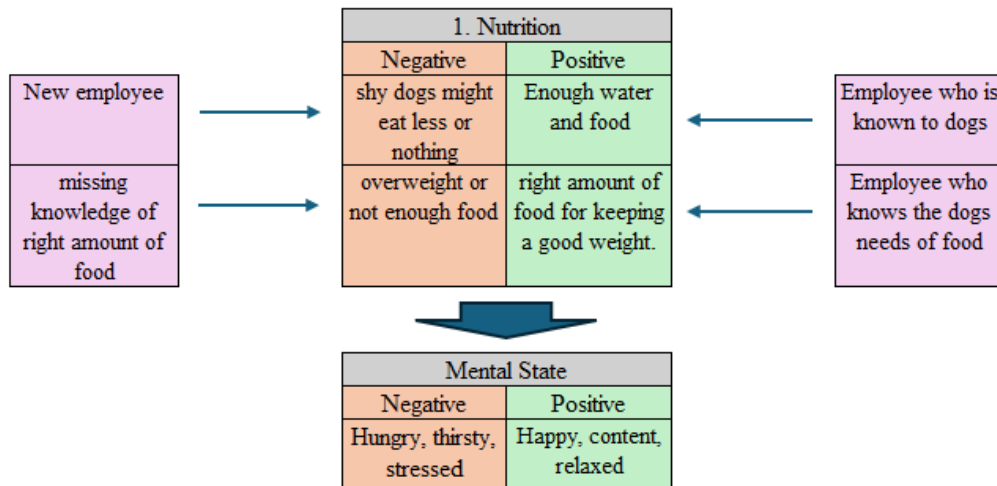 1. Nutrition
Negative
Positive
New employee
shy dogs might
eat less or
nothing
Enough water
and food
Employee who is
known to dogs
missing
knowledge of
right amount of
food
overweight or
not enough food
right amount of
food for keeping
a good weight.
Employee who
knows the dogs
needs of food
Mental State
Negative
Positive
Hungry, thirsty,
stressed
Happy, content,
relaxed